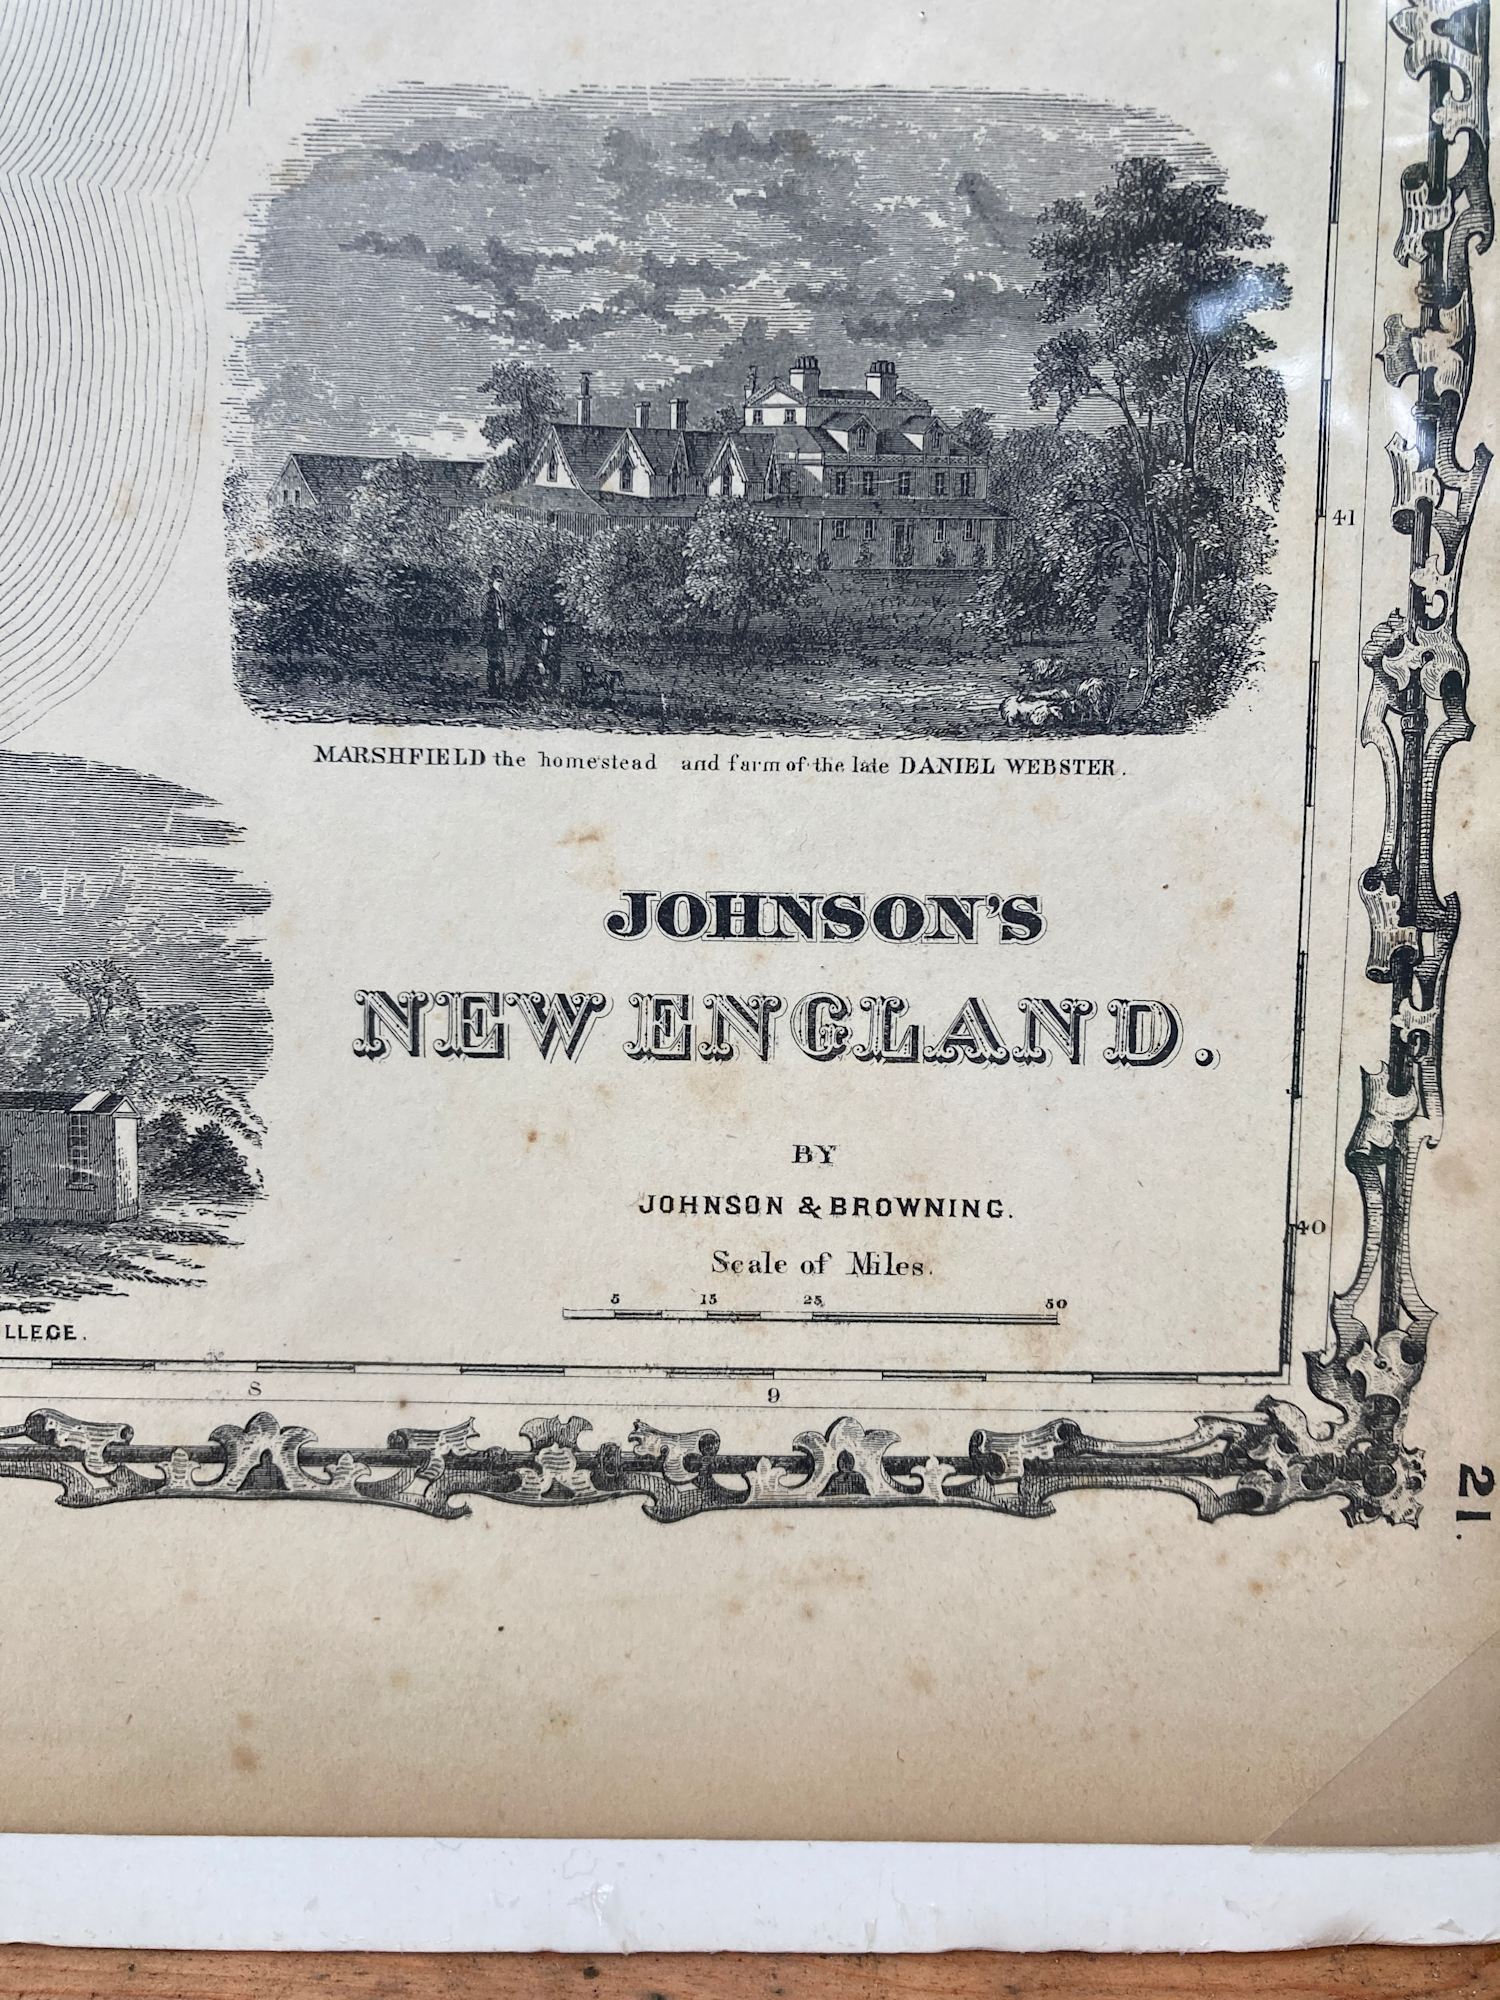 41
MARSHFIELD the homestead and farm of the late DANIEL WEBSTER.
JOHNSON'S
NEW ENGLAND.
BY
JOHNSON & BROWNING.
40
Scale of Miles.
5 15 25 50
LLEGE.
8 9
21.